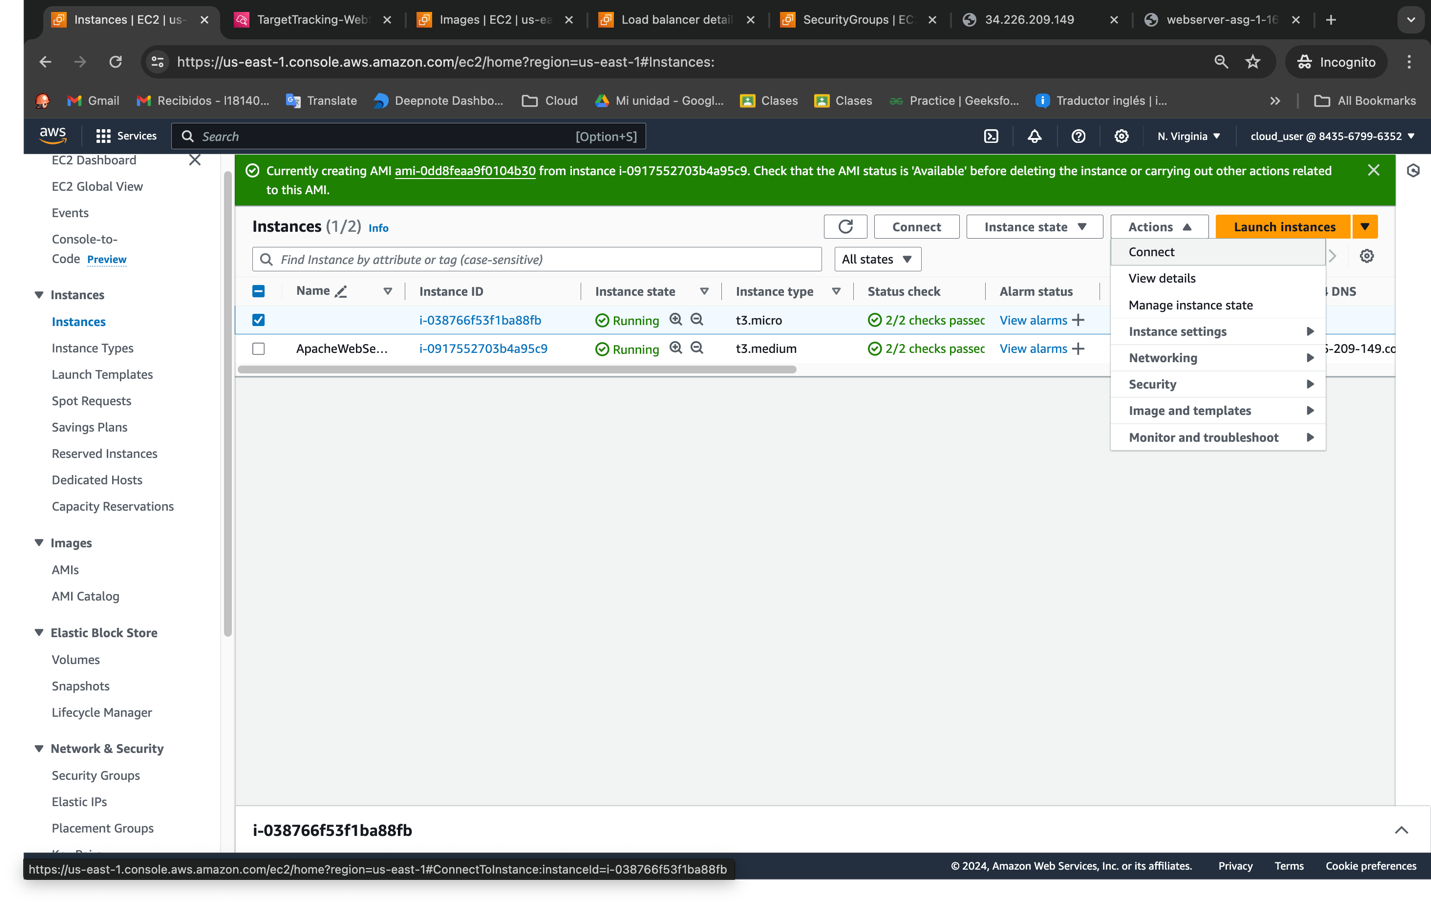 Instances | EC2 | us-
TargetTracking-Web
Images | EC2 | us-ea
Load balancer detail
SecurityGroups | EC
34.226.209.149
webserver-asg-1-16
https://us-east-1.console.aws.amazon.com/ec2/home?region=us-east-1#Instances:
Incognito
Gmail
Recibidos - l18140...
Translate
Deepnote Dashbo...
Cloud
Mi unidad - Googl...
Clases
Clases
Practice | Geeksfo...
Traductor inglés | i...
All Bookmarks
aws
Services
Search
[Option+S]
N. Virginia
cloud_user @ 8435-6799-6352
EC2 Dashboard
EC2 Global View
Events
Console-to-
Code Preview
Instances
Instances
Instance Types
Launch Templates
Spot Requests
Savings Plans
Reserved Instances
Dedicated Hosts
Capacity Reservations
Images
AMIs
AMI Catalog
Elastic Block Store
Volumes
Snapshots
Lifecycle Manager
Network & Security
Security Groups
Elastic IPs
Placement Groups
Currently creating AMI ami-0dd8feaa9f0104b30 from instance i-0917552703b4a95c9. Check that the AMI status is 'Available' before deleting the instance or carrying out other actions related
to this AMI.
Instances (1/2) Info
Connect
Instance state
Actions
Launch instances
Find Instance by attribute or tag (case-sensitive)
All states
Name
Instance ID
Instance state
Instance type
Status check
Alarm status
DNS
i-038766f53f1ba88fb
Running
t3.micro
2/2 checks passec
View alarms
ApacheWebSe...
i-0917552703b4a95c9
Running
t3.medium
2/2 checks passec
View alarms
-209-149.co
Connect
View details
Manage instance state
Instance settings
Networking
Security
Image and templates
Monitor and troubleshoot
i-038766f53f1ba88fb
https://us-east-1.console.aws.amazon.com/ec2/home?region=us-east-1#ConnectToInstance:instanceId=i-038766f53f1ba88fb
© 2024, Amazon Web Services, Inc. or its affiliates.
Privacy
Terms
Cookie preferences